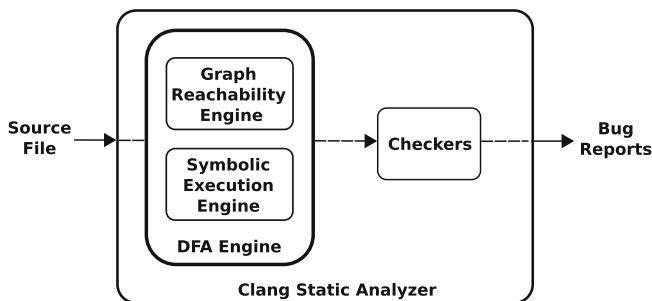 Source
File
Graph
Reachability
Engine
Symbolic
Execution
Engine
DFA Engine
Checkers
Bug
Reports
Clang Static Analyzer